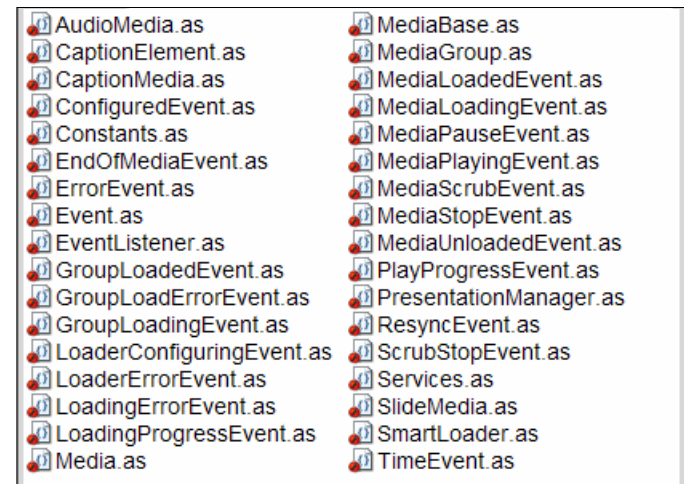 AudioMedia.as
CaptionElement.as
CaptionMedia.as
ConfiguredEvent.as
Constants.as
EndOfMediaEvent.as
ErrorEvent.as
Event.as
EventListener.as
GroupLoadedEvent.as
GroupLoadErrorEvent.as
GroupLoadingEvent.as
LoaderConfiguringEvent.as
LoaderErrorEvent.as
LoadingErrorEvent.as
LoadingProgressEvent.as
Media.as
MediaBase.as
MediaGroup.as
MediaLoadedEvent.as
MediaLoadingEvent.as
MediaPauseEvent.as
MediaPlayingEvent.as
MediaScrubEvent.as
MediaStopEvent.as
MediaUnloadedEvent.as
PlayProgressEvent.as
PresentationManager.as
ResyncEvent.as
ScrubStopEvent.as
Services.as
SlideMedia.as
SmartLoader.as
TimeEvent.as